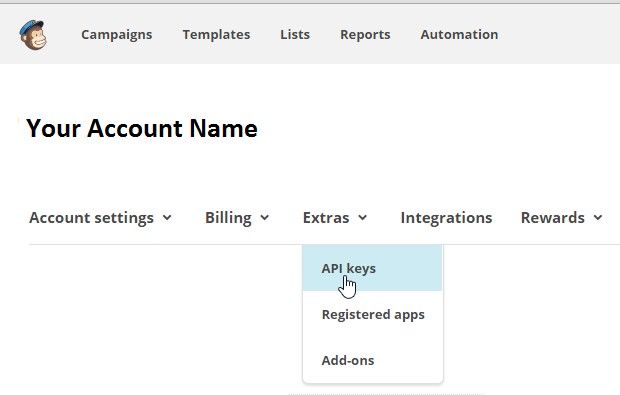 Campaigns Templates Lists Reports Automation
Your Account Name
Account settings Billing Extras Integrations Rewards
API keys
Registered apps
Add-ons